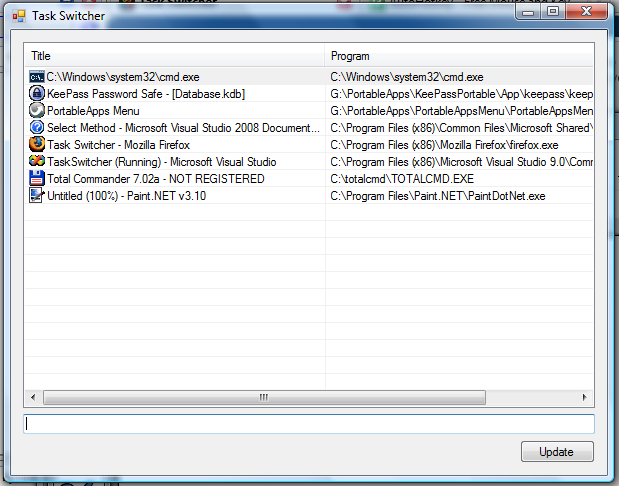 Task Switcher
Title Program
C:\Windows\system32\cmd.exe C:\Windows\system32\cmd.exe
KeePass Password Safe - [Database.kdb] G:\PortableApps\KeePassPortable\App\keepass\keep
PortableApps Menu G:\PortableApps\PortableAppsMenu\PortableAppsM
Select Method - Microsoft Visual Studio 2008 Document... C:\Program Files (x86)\Common Files\Microsoft Shared\
Task Switcher - Mozilla Firefox C:\Program Files (x86)\Mozilla Firefox\firefox.exe
TaskSwitcher (Running) - Microsoft Visual Studio C:\Program Files (x86)\Microsoft Visual Studio 9.0\Comm
Total Commander 7.02a - NOT REGISTERED C:\totalcmd\TOTALCMD.EXE
Untitled (100%) - Paint.NET v3.10 C:\Program Files\Paint.NET\PaintDotNet.exe
Update